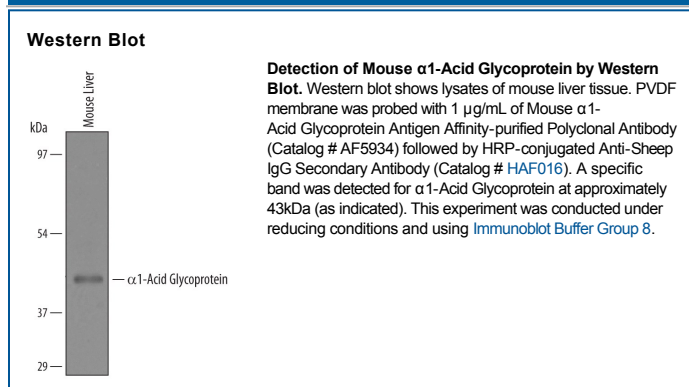 Western Blot
Mouse Liver
kDa
97
54
α1-Acid Glycoprotein
37
29
Detection of Mouse α1-Acid Glycoprotein by Western
Blot. Western blot shows lysates of mouse liver tissue. PVDF
membrane was probed with 1 µg/mL of Mouse α1-
Acid Glycoprotein Antigen Affinity-purified Polyclonal Antibody
(Catalog # AF5934) followed by HRP-conjugated Anti-Sheep
IgG Secondary Antibody (Catalog # HAF016). A specific
band was detected for α1-Acid Glycoprotein at approximately
43kDa (as indicated). This experiment was conducted under
reducing conditions and using Immunoblot Buffer Group 8.